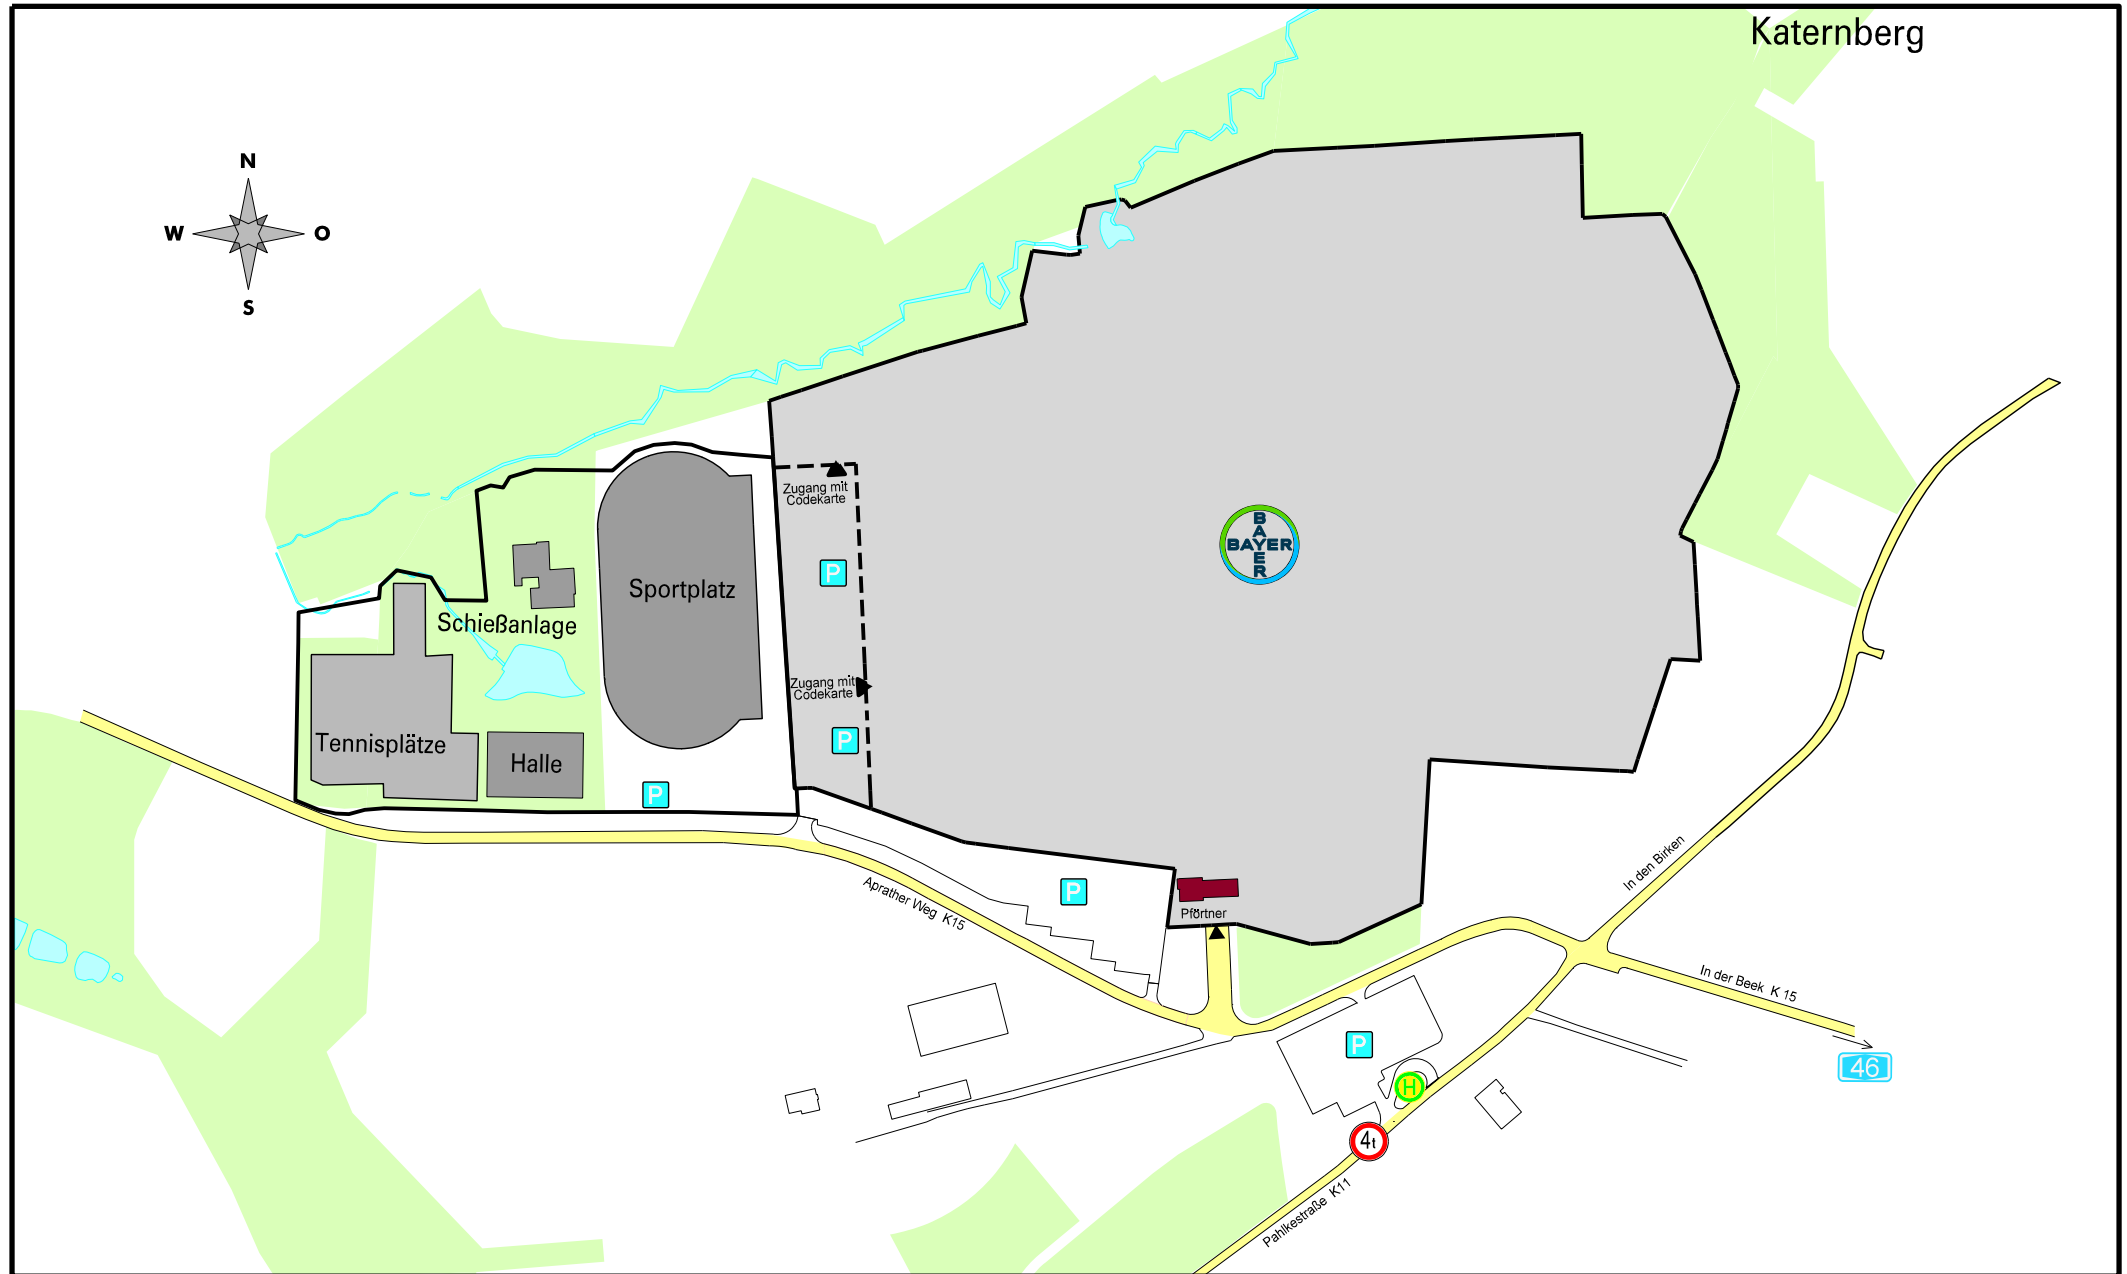 Katernberg
N
W
O
S
Zugang mit
Codekarte
B
A
BAYER
E
R
P
Sportplatz
Schießanlage
Zugang mit
Codekarte
P
Tennisplätze
Halle
P
P
Pförtner
Aprather Weg K15
In den Birken
In der Beek K 15
P
46
H
4t
Pahlkestraße K11